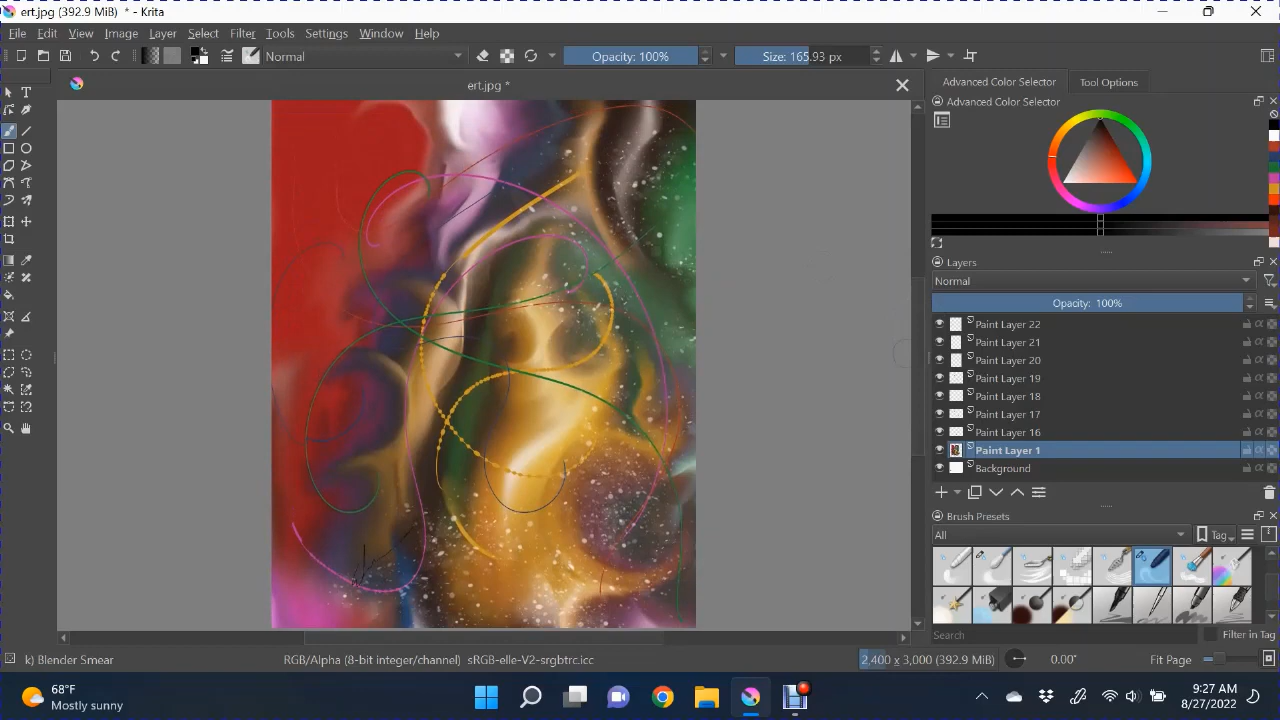 ert.jpg (392.9 MiB) * - Krita
File Edit View Image Layer Filter Tools Settings Window Help
Normal Opacity: 100% Size: 165.93 px
ert.jpg *
Advanced Color Selector Tool Options
Advanced Color Selector
Layers
Normal
Opacity: 100%
Paint Layer 22
Paint Layer 21
Paint Layer 20
Paint Layer 19
Paint Layer 18
Paint Layer 17
Paint Layer 16
Paint Layer 1
Background
Brush Presets
All Tag
Search Filter in Tag
k) Blender Smear RGB/Alpha (8-bit integer/channel) sRGB-elle-V2-srgbtrc.icc 2,400 x 3,000 (392.9 MiB) 0.00° Fit Page
68°F
Mostly sunny
9:27 AM
8/27/2022